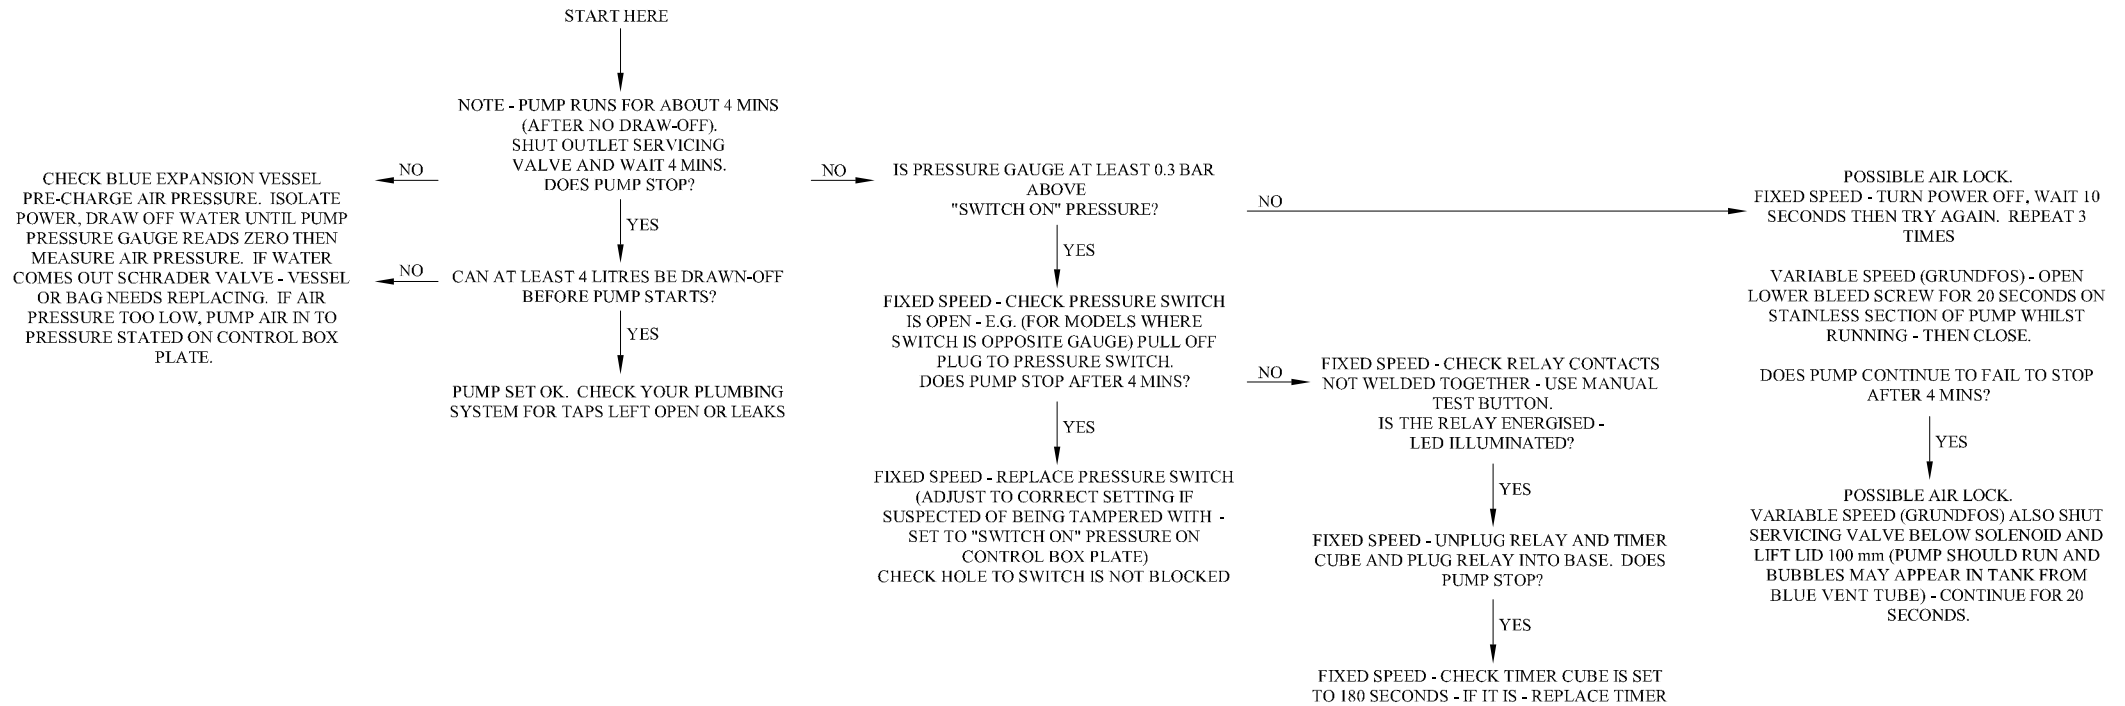 START HERE
NOTE - PUMP RUNS FOR ABOUT 4 MINS
(AFTER NO DRAW-OFF).
SHUT OUTLET SERVICING
VALVE AND WAIT 4 MINS.
DOES PUMP STOP?
NO
NO
YES
CHECK BLUE EXPANSION VESSEL
PRE-CHARGE AIR PRESSURE. ISOLATE
POWER, DRAW OFF WATER UNTIL PUMP
PRESSURE GAUGE READS ZERO THEN
MEASURE AIR PRESSURE. IF WATER
COMES OUT SCHRADER VALVE - VESSEL
OR BAG NEEDS REPLACING. IF AIR
PRESSURE TOO LOW, PUMP AIR IN TO
PRESSURE STATED ON CONTROL BOX
PLATE.
NO
CAN AT LEAST 4 LITRES BE DRAWN-OFF
BEFORE PUMP STARTS?
YES
PUMP SET OK. CHECK YOUR PLUMBING
SYSTEM FOR TAPS LEFT OPEN OR LEAKS
IS PRESSURE GAUGE AT LEAST 0.3 BAR
ABOVE
"SWITCH ON" PRESSURE?
NO
YES
FIXED SPEED - CHECK PRESSURE SWITCH
IS OPEN - E.G. (FOR MODELS WHERE
SWITCH IS OPPOSITE GAUGE) PULL OFF
PLUG TO PRESSURE SWITCH.
DOES PUMP STOP AFTER 4 MINS?
NO
YES
FIXED SPEED - REPLACE PRESSURE SWITCH
(ADJUST TO CORRECT SETTING IF
SUSPECTED OF BEING TAMPERED WITH -
SET TO "SWITCH ON" PRESSURE ON
CONTROL BOX PLATE)
CHECK HOLE TO SWITCH IS NOT BLOCKED
FIXED SPEED - CHECK RELAY CONTACTS
NOT WELDED TOGETHER - USE MANUAL
TEST BUTTON.
IS THE RELAY ENERGISED -
LED ILLUMINATED?
YES
FIXED SPEED - UNPLUG RELAY AND TIMER
CUBE AND PLUG RELAY INTO BASE. DOES
PUMP STOP?
YES
FIXED SPEED - CHECK TIMER CUBE IS SET
TO 180 SECONDS - IF IT IS - REPLACE TIMER
POSSIBLE AIR LOCK.
FIXED SPEED - TURN POWER OFF, WAIT 10
SECONDS THEN TRY AGAIN. REPEAT 3
TIMES
VARIABLE SPEED (GRUNDFOS) - OPEN
LOWER BLEED SCREW FOR 20 SECONDS ON
STAINLESS SECTION OF PUMP WHILST
RUNNING - THEN CLOSE.
DOES PUMP CONTINUE TO FAIL TO STOP
AFTER 4 MINS?
YES
POSSIBLE AIR LOCK.
VARIABLE SPEED (GRUNDFOS) ALSO SHUT
SERVICING VALVE BELOW SOLENOID AND
LIFT LID 100 mm (PUMP SHOULD RUN AND
BUBBLES MAY APPEAR IN TANK FROM
BLUE VENT TUBE) - CONTINUE FOR 20
SECONDS.